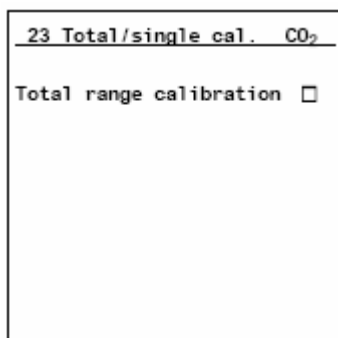 23 Total/single cal. CO₂
Total range calibration □